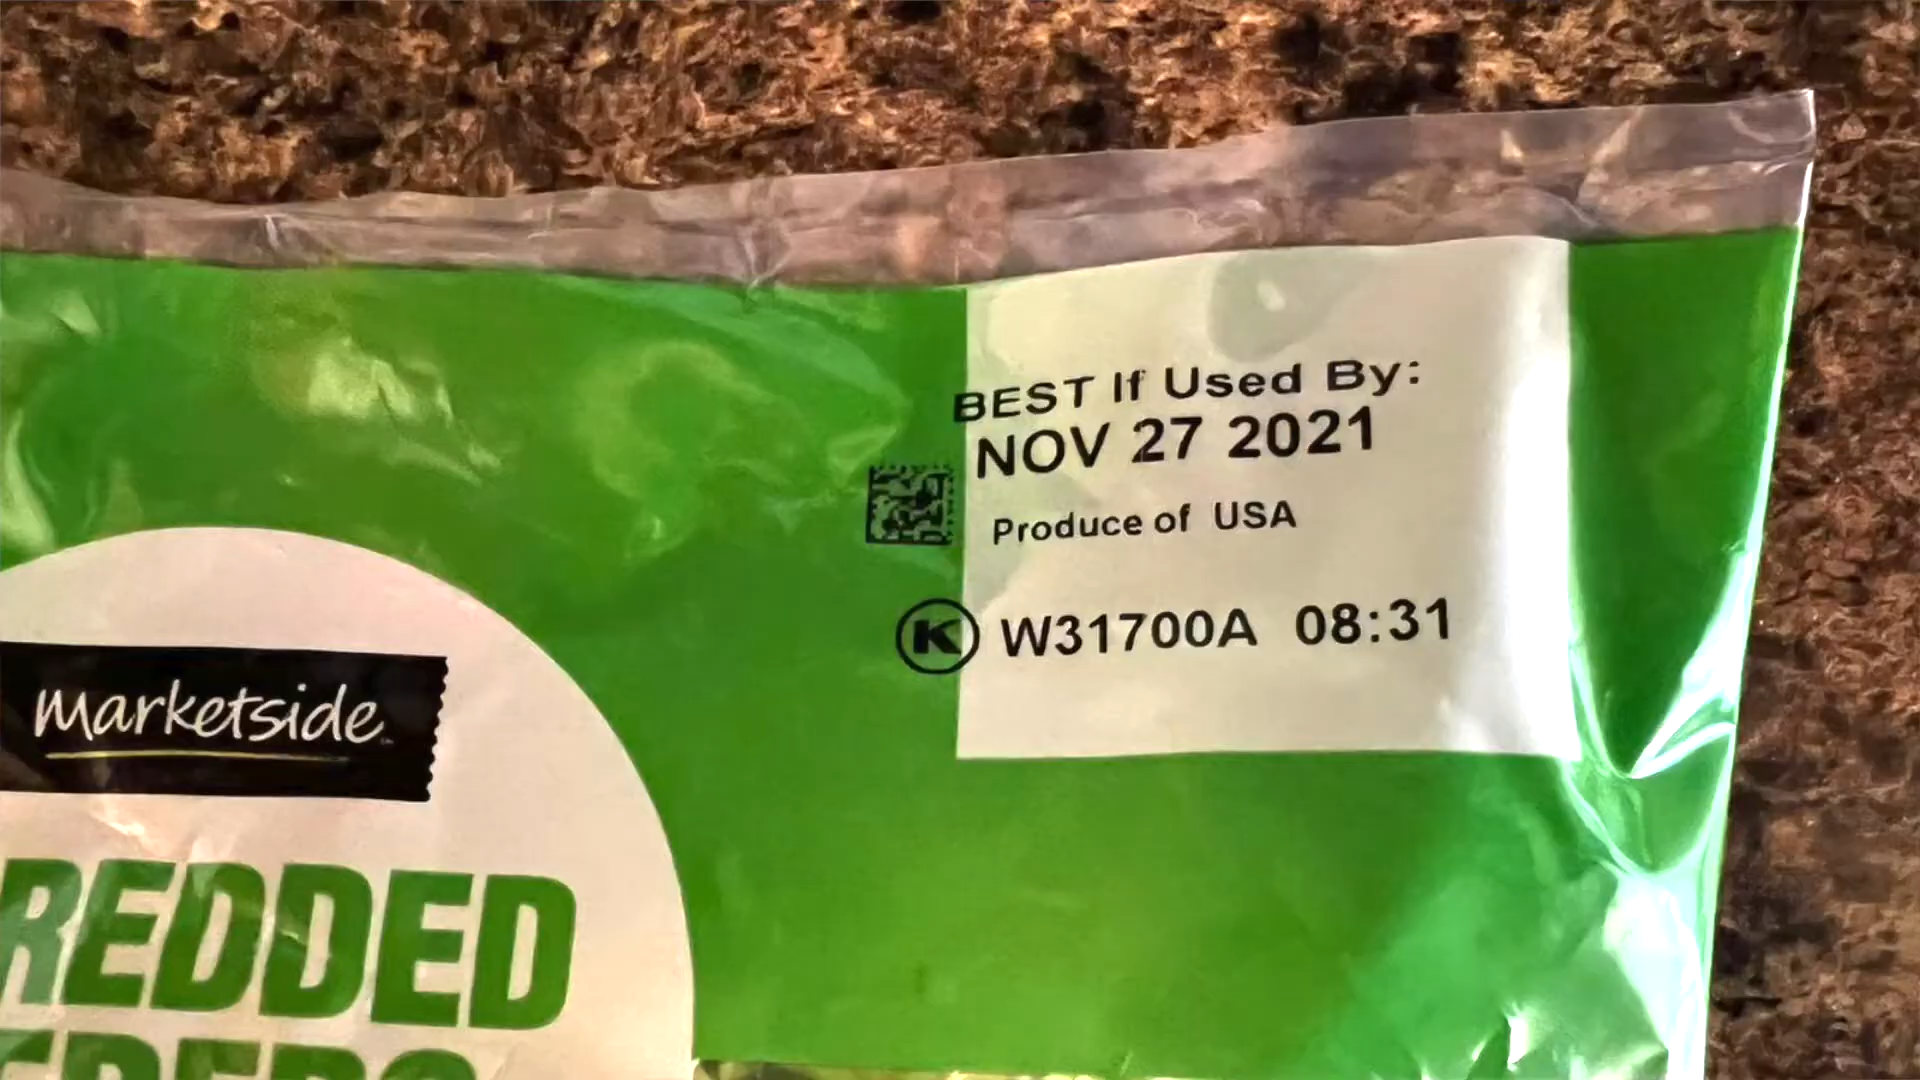 BEST If Used By:
NOV 27 2021
Produce of USA
K W31700A 08:31
marketside
REDDED